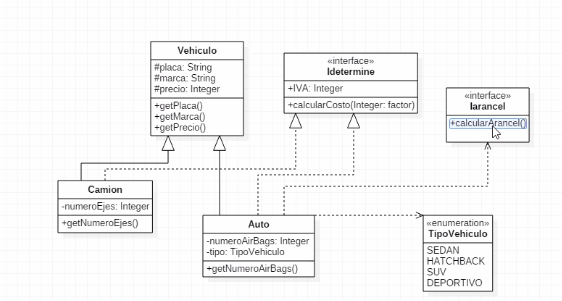 Vehiculo
#placa: String
#marca: String
#precio: Integer
+getPlaca()
+getMarca()
+getPrecio()
«interface»
Idetermine
+IVA: Integer
+calcularCosto(Integer: factor)
«interface»
Iarancel
+calcularArancel()
Camion
-numeroEjes: Integer
+getNumeroEjes()
Auto
-numeroAirBags: Integer
-tipo: TipoVehiculo
+getNumeroAirBags()
«enumeration»
TipoVehiculo
SEDAN
HATCHBACK
SUV
DEPORTIVO